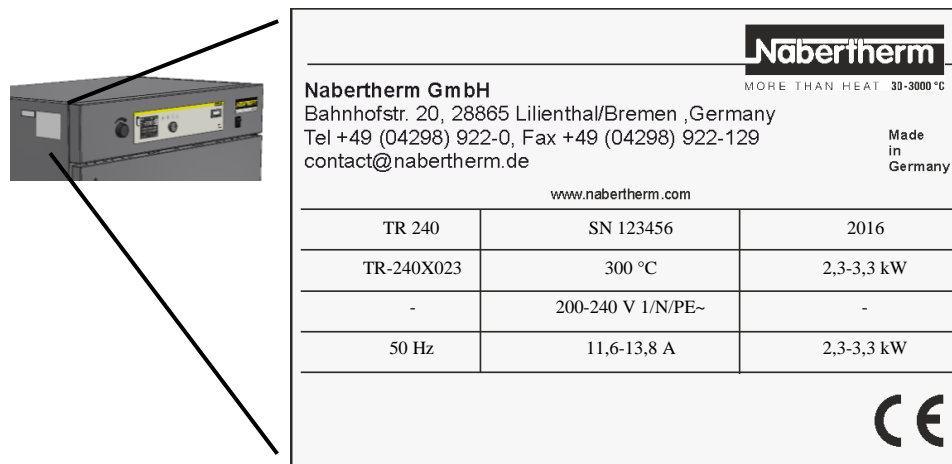 Nabertherm
MORE THAN HEAT 30-3000 °C
Nabertherm GmbH
Bahnhofstr. 20, 28865 Lilienthal/Bremen ,Germany
Tel +49 (04298) 922-0, Fax +49 (04298) 922-129
contact@nabertherm.de
Made
in
Germany
www.nabertherm.com
TR 240 SN 123456 2016
TR-240X023 300 °C 2,3-3,3 kW
- 200-240 V 1/N/PE~ -
50 Hz 11,6-13,8 A 2,3-3,3 kW
CE